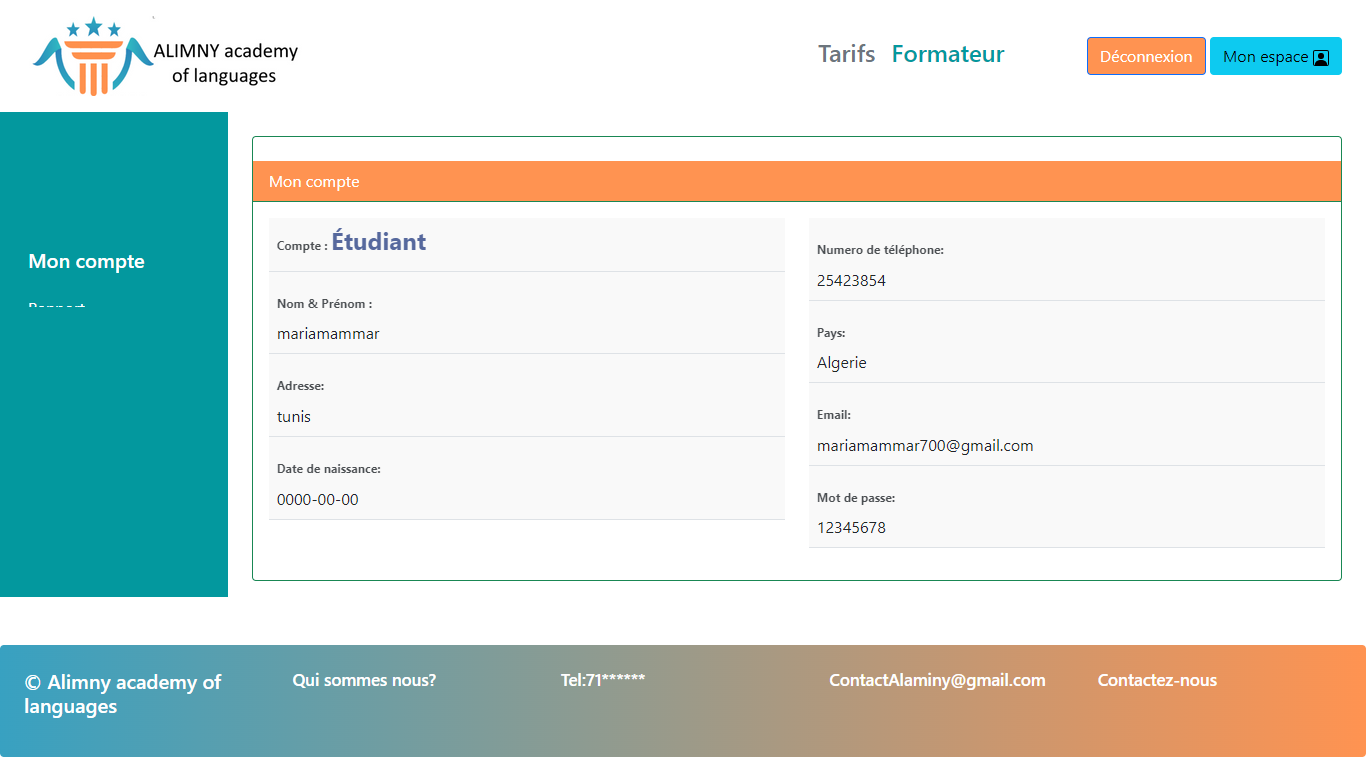 ALIMNY academy
of languages
Tarifs Formateur
Déconnexion
Mon espace
Mon compte
Rapport
Mon compte
Compte : Étudiant
Nom & Prénom :
mariamammar
Adresse:
tunis
Date de naissance:
0000-00-00
Numero de téléphone:
25423854
Pays:
Algerie
Email:
mariamammar700@gmail.com
Mot de passe:
12345678
© Alimny academy of
languages
Qui sommes nous?
Tel:71******
ContactAlaminy@gmail.com
Contactez-nous